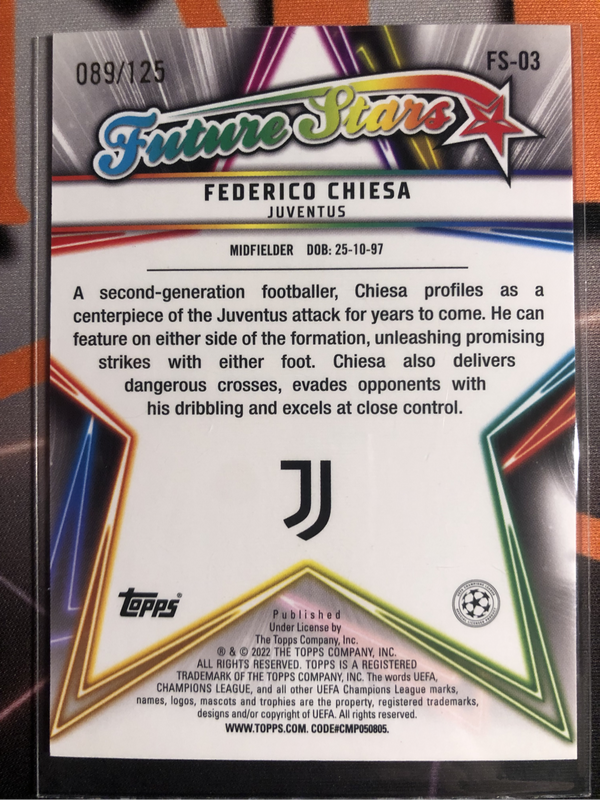 089/125
FS-03
Future Stars
FEDERICO CHIESA
JUVENTUS
MIDFIELDER DOB: 25-10-97
A second-generation footballer, Chiesa profiles as a
centerpiece of the Juventus attack for years to come. He can
feature on either side of the formation, unleashing promising
strikes with either foot. Chiesa also delivers
dangerous crosses, evades opponents with
his dribbling and excels at close control.
J
Topps®
Published
Under License by
The Topps Company, Inc.
® & © 2022 THE TOPPS COMPANY, INC.
ALL RIGHTS RESERVED. TOPPS IS A REGISTERED
TRADEMARK OF THE TOPPS COMPANY, INC. The words UEFA,
CHAMPIONS LEAGUE, and all other UEFA Champions League marks,
names, logos, mascots and trophies are the property, registered trademarks,
designs and/or copyright of UEFA. All rights reserved.
WWW.TOPPS.COM. CODE#CMP050805.